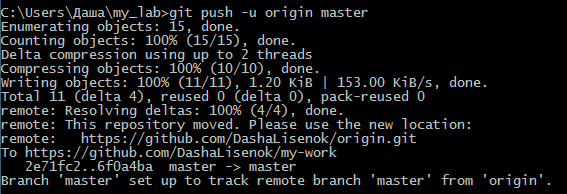 C:\Users\Даша\my_lab>git push -u origin master
Enumerating objects: 15, done.
Counting objects: 100% (15/15), done.
Delta compression using up to 2 threads
Compressing objects: 100% (10/10), done.
Writing objects: 100% (11/11), 1.20 KiB | 153.00 KiB/s, done.
Total 11 (delta 4), reused 0 (delta 0), pack-reused 0
remote: Resolving deltas: 100% (4/4), done.
remote: This repository moved. Please use the new location:
remote:   https://github.com/DashaLisenok/origin.git
To https://github.com/DashaLisenok/my-work
   2e71fc2..6f0a4ba  master -> master
Branch 'master' set up to track remote branch 'master' from 'origin'.